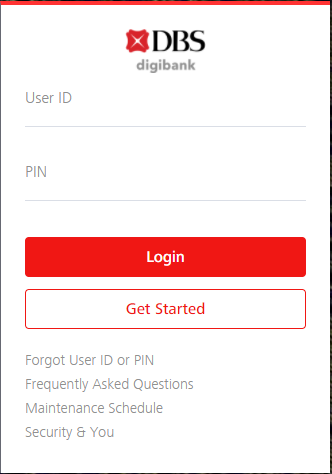 DBS
digibank
User ID
PIN
Login
Get Started
Forgot User ID or PIN
Frequently Asked Questions
Maintenance Schedule
Security & You